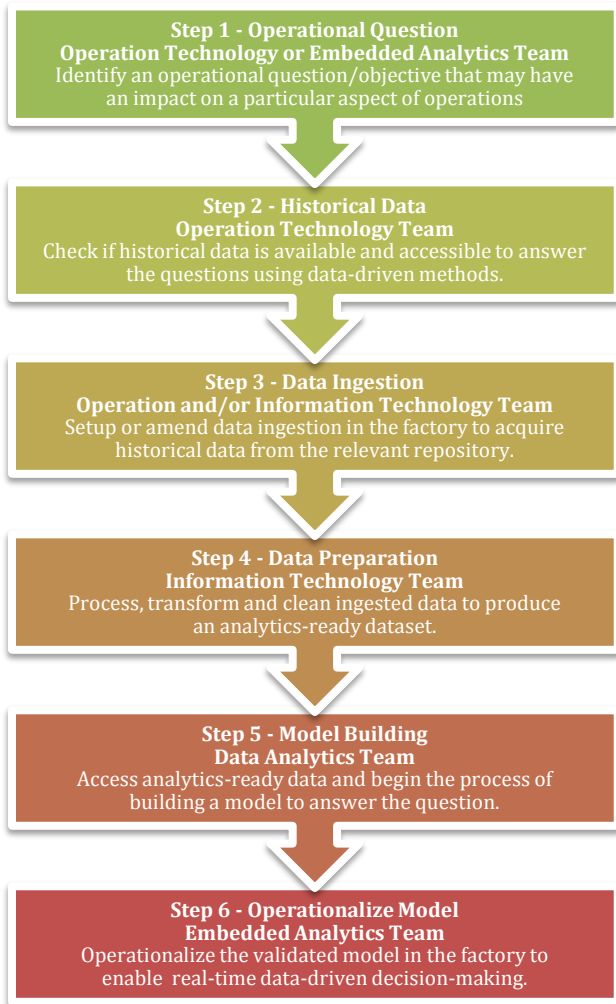 Step 1 - Operational Question
Operation Technology or Embedded Analytics Team
Identify an operational question/objective that may have
an impact on a particular aspect of operations
Step 2 - Historical Data
Operation Technology Team
Check if historical data is available and accessible to answer
the questions using data-driven methods.
Step 3 - Data Ingestion
Operation and/or Information Technology Team
Setup or amend data ingestion in the factory to acquire
historical data from the relevant repository.
Step 4 - Data Preparation
Information Technology Team
Process, transform and clean ingested data to produce
an analytics-ready dataset.
Step 5 - Model Building
Data Analytics Team
Access analytics-ready data and begin the process of
building a model to answer the question.
Step 6 - Operationalize Model
Embedded Analytics Team
Operationalize the validated model in the factory to
enable real-time data-driven decision-making.